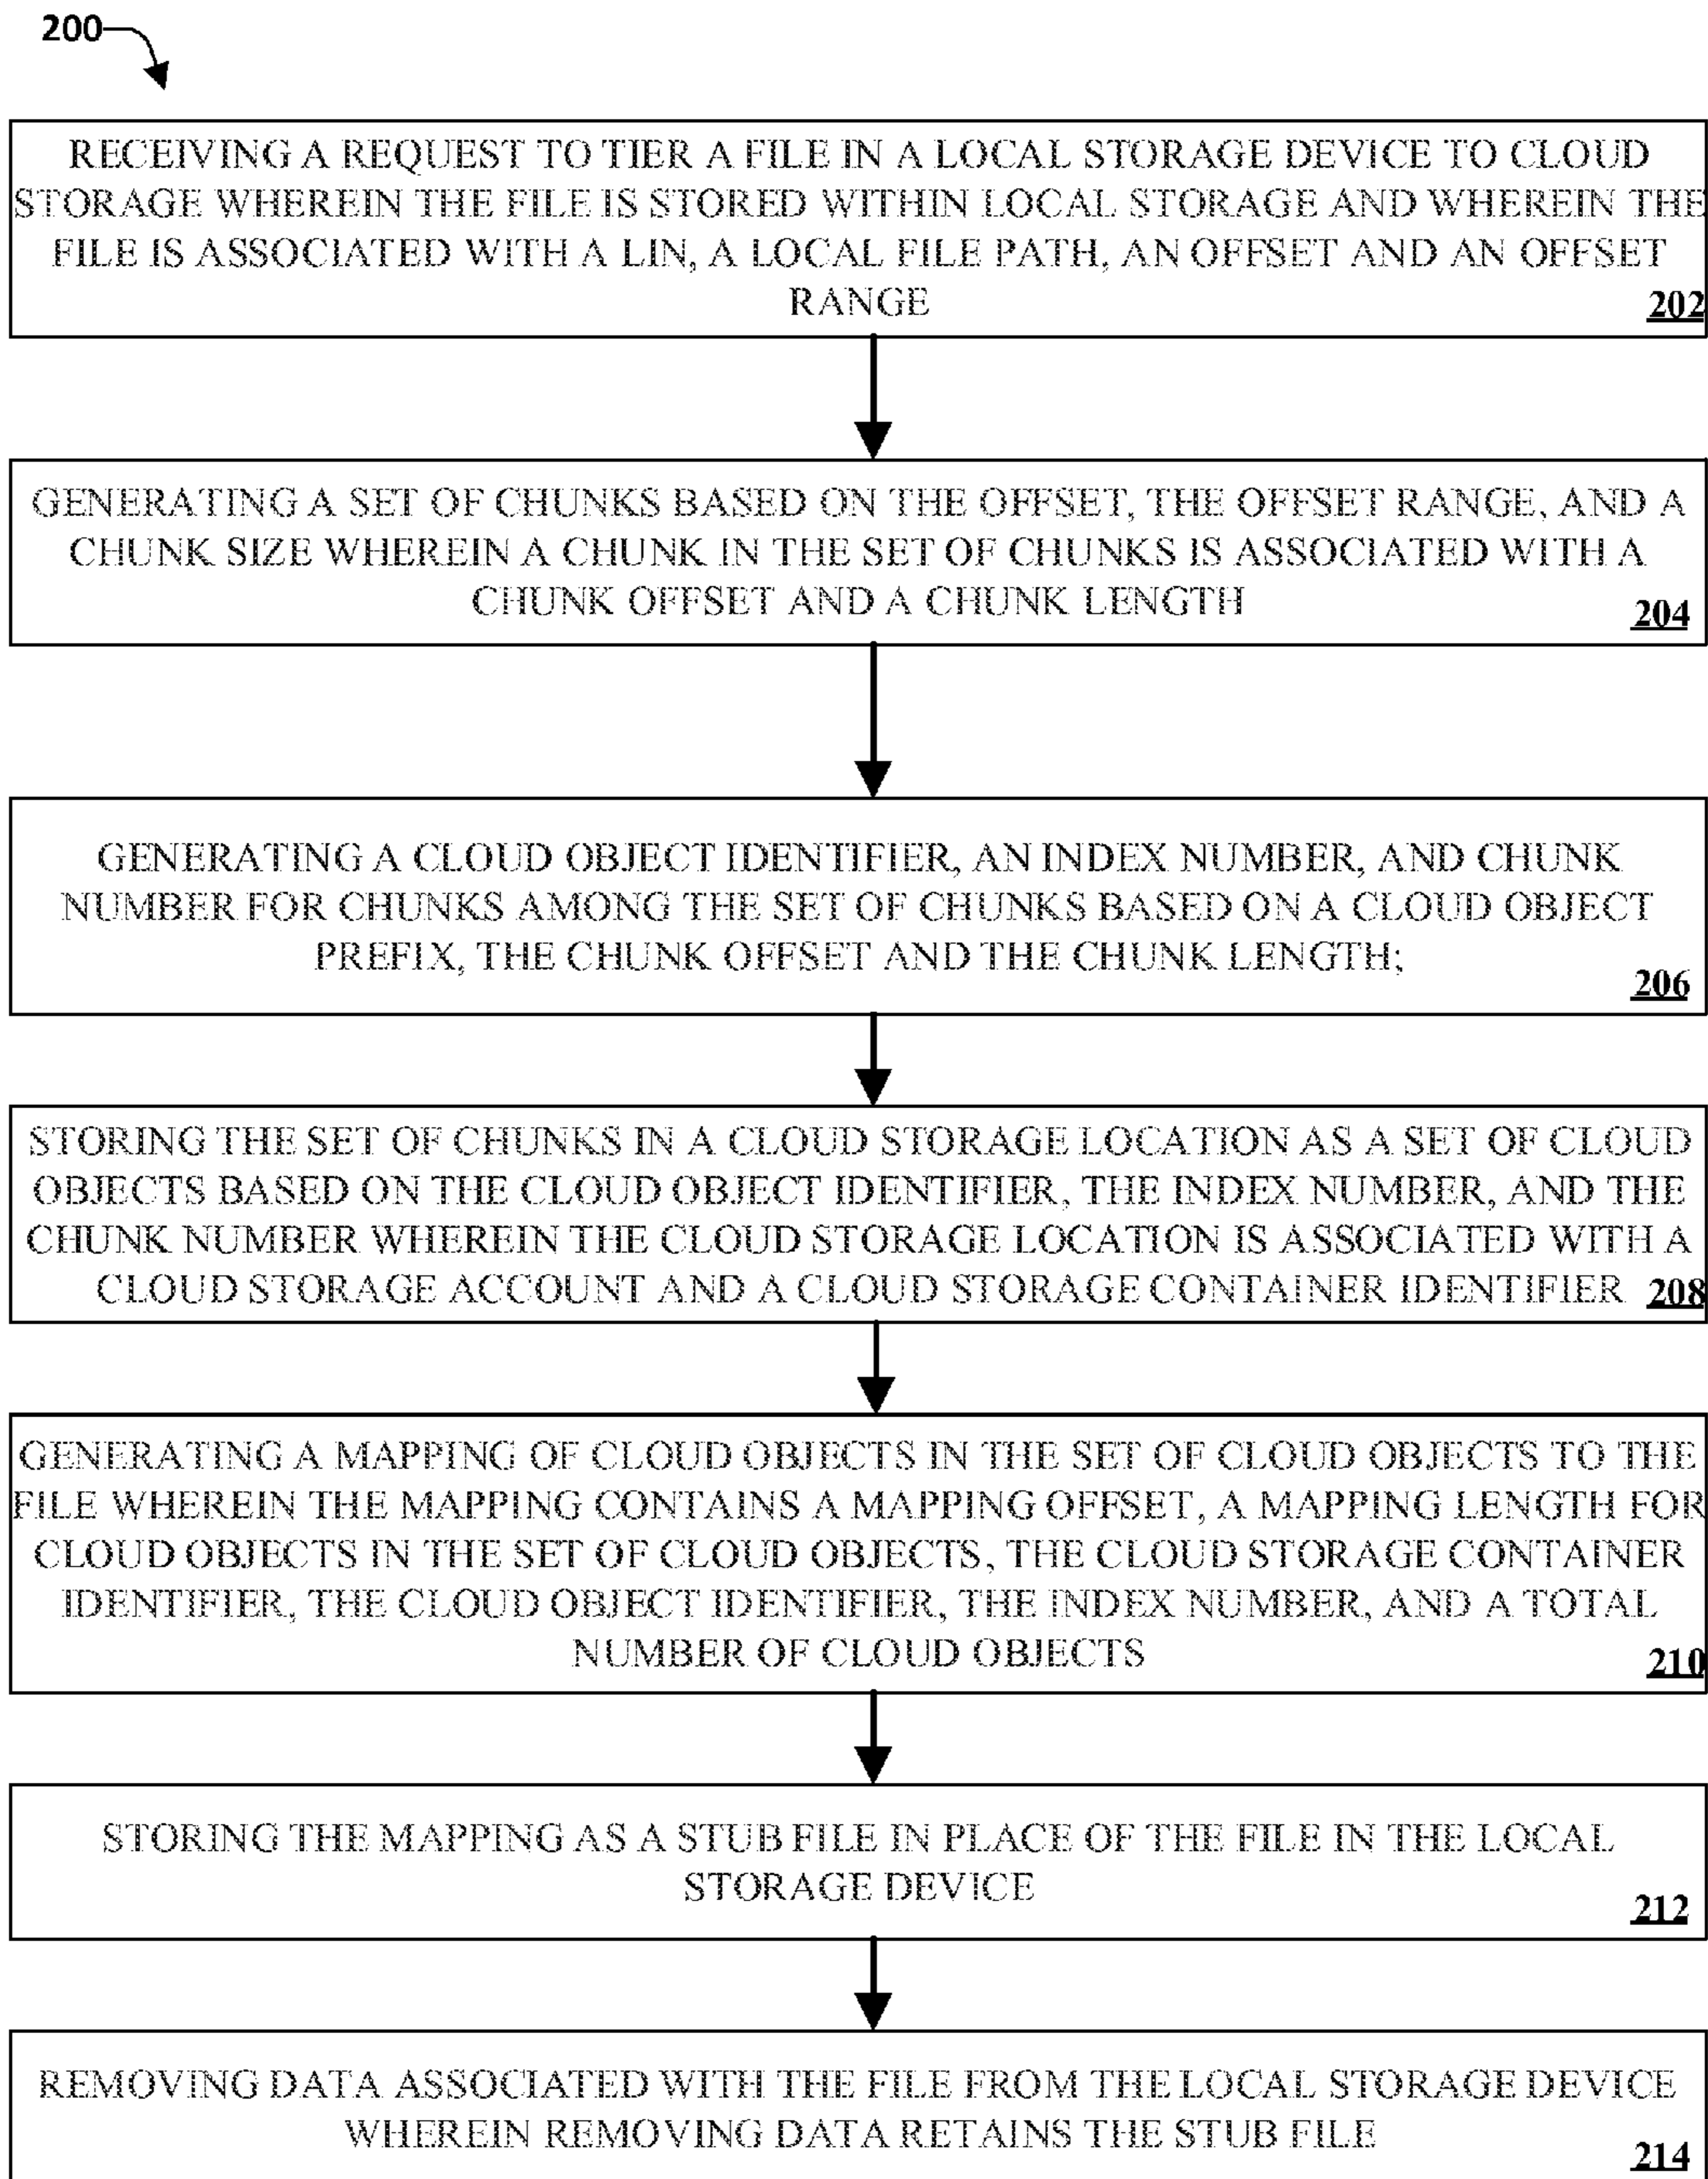 200
RECEIVING A REQUEST TO TIER A FILE IN A LOCAL STORAGE DEVICE TO CLOUD
STORAGE WHEREIN THE FILE IS STORED WITHIN LOCAL STORAGE AND WHEREIN THE
FILE IS ASSOCIATED WITH A LIN, A LOCAL FILE PATH, AN OFFSET AND AN OFFSET
RANGE
202
GENERATING A SET OF CHUNKS BASED ON THE OFFSET, THE OFFSET RANGE, AND A
CHUNK SIZE WHEREIN A CHUNK IN THE SET OF CHUNKS IS ASSOCIATED WITH A
CHUNK OFFSET AND A CHUNK LENGTH
204
GENERATING A CLOUD OBJECT IDENTIFIER, AN INDEX NUMBER, AND CHUNK
NUMBER FOR CHUNKS AMONG THE SET OF CHUNKS BASED ON A CLOUD OBJECT
PREFIX, THE CHUNK OFFSET AND THE CHUNK LENGTH;
206
STORING THE SET OF CHUNKS IN A CLOUD STORAGE LOCATION AS A SET OF CLOUD
OBJECTS BASED ON THE CLOUD OBJECT IDENTIFIER, THE INDEX NUMBER, AND THE
CHUNK NUMBER WHEREIN THE CLOUD STORAGE LOCATION IS ASSOCIATED WITH A
CLOUD STORAGE ACCOUNT AND A CLOUD STORAGE CONTAINER IDENTIFIER 208
GENERATING A MAPPING OF CLOUD OBJECTS IN THE SET OF CLOUD OBJECTS TO THE
FILE WHEREIN THE MAPPING CONTAINS A MAPPING OFFSET, A MAPPING LENGTH FOR
CLOUD OBJECTS IN THE SET OF CLOUD OBJECTS, THE CLOUD STORAGE CONTAINER
IDENTIFIER, THE CLOUD OBJECT IDENTIFIER, THE INDEX NUMBER, AND A TOTAL
NUMBER OF CLOUD OBJECTS
210
STORING THE MAPPING AS A STUB FILE IN PLACE OF THE FILE IN THE LOCAL
STORAGE DEVICE
212
REMOVING DATA ASSOCIATED WITH THE FILE FROM THE LOCAL STORAGE DEVICE
WHEREIN REMOVING DATA RETAINS THE STUB FILE
214